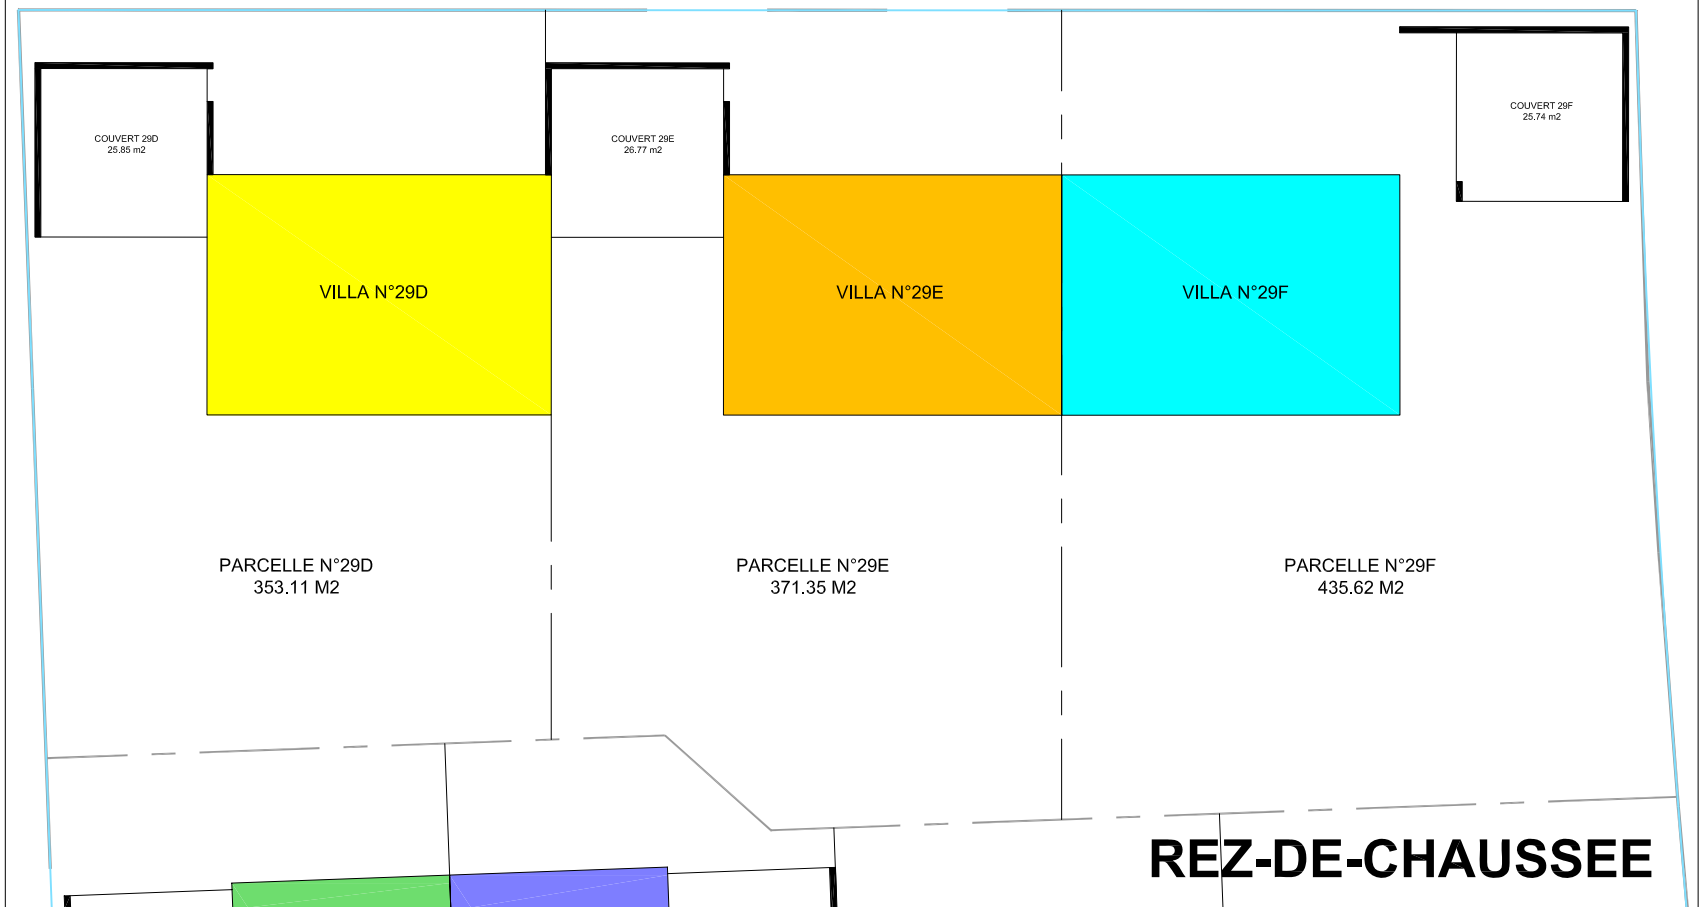 COUVERT 29D
25.85 m2
COUVERT 29E
26.77 m2
COUVERT 29F
25.74 m2
VILLA N°29D
VILLA N°29E
VILLA N°29F
PARCELLE N°29D
353.11 M2
PARCELLE N°29E
371.35 M2
PARCELLE N°29F
435.62 M2
REZ-DE-CHAUSSEE